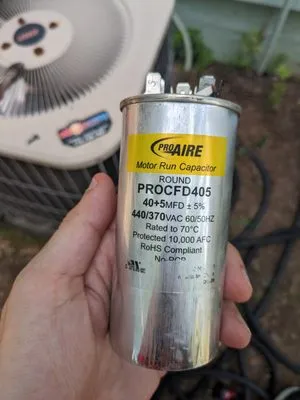 PROAIRE
Motor Run Capacitor
ROUND
PROCFD405
40+5MFD ± 5%
440/370VAC 60/50HZ
Rated to 70°C
Protected 10,000 AFC
RoHS Compliant
No PCB